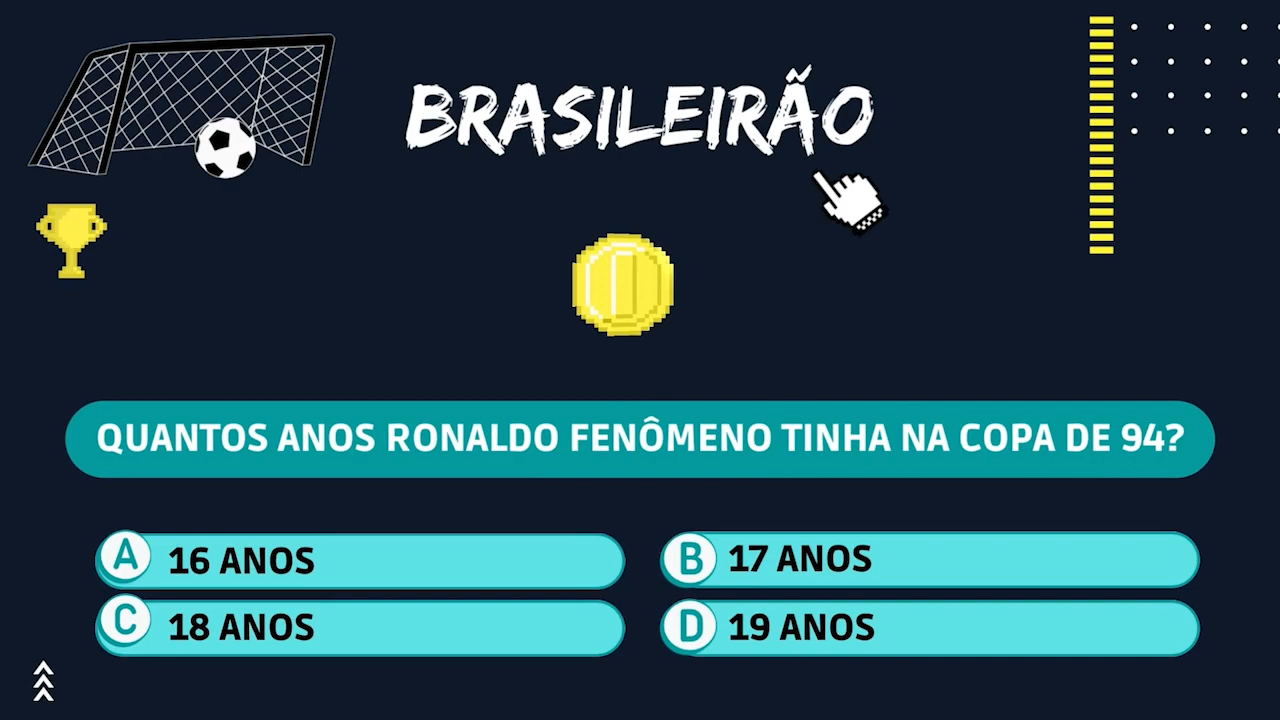 BRASILEIRÃO
QUANTOS ANOS RONALDO FENÔMENO TINHA NA COPA DE 94?
A 16 ANOS
B 17 ANOS
C 18 ANOS
D 19 ANOS